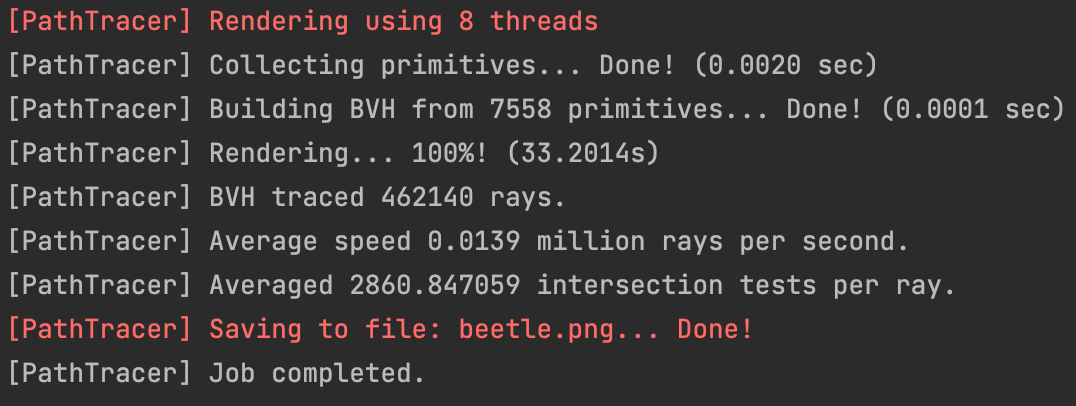 [PathTracer] Rendering using 8 threads
[PathTracer] Collecting primitives... Done! (0.0020 sec)
[PathTracer] Building BVH from 7558 primitives... Done! (0.0001 sec)
[PathTracer] Rendering... 100%! (33.2014s)
[PathTracer] BVH traced 462140 rays.
[PathTracer] Average speed 0.0139 million rays per second.
[PathTracer] Averaged 2860.847059 intersection tests per ray.
[PathTracer] Saving to file: beetle.png... Done!
[PathTracer] Job completed.